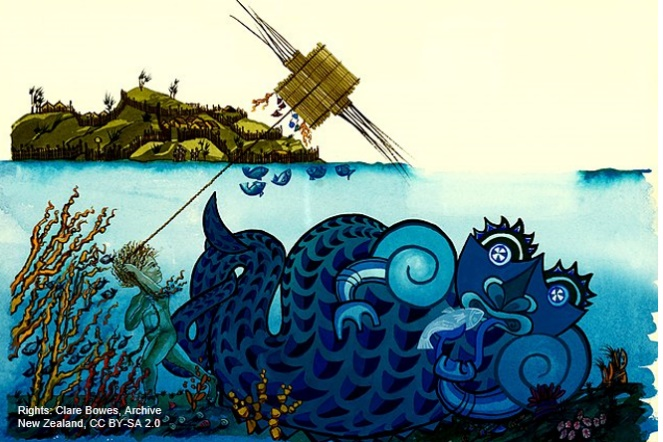 Rights: Clare Bowes, Archive
New Zealand, CC BY-SA 2.0